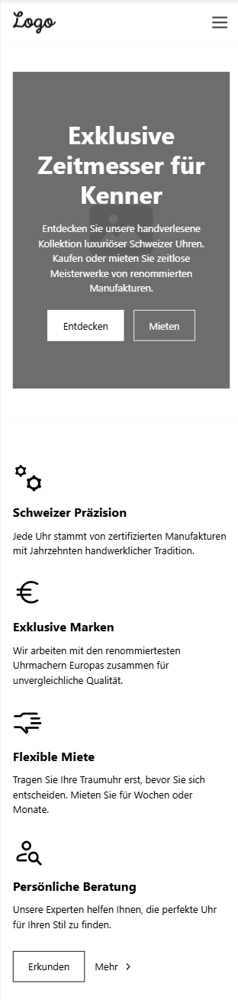 Logo
Exklusive
Zeitmesser für
Kenner
Entdecken Sie unsere handverlesene
Kollektion luxuriöser Schweizer Uhren.
Kaufen oder mieten Sie zeitlose
Meisterwerke von renommierten
Manufakturen.
Entdecken Mieten
Schweizer Präzision
Jede Uhr stammt von zertifizierten Manufakturen
mit Jahrzehnten handwerklicher Tradition.
Exklusive Marken
Wir arbeiten mit den renommiertesten
Uhrmachern Europas zusammen für
unvergleichliche Qualität.
Flexible Miete
Tragen Sie Ihre Traumuhr erst, bevor Sie sich
entscheiden. Mieten Sie für Wochen oder
Monate.
Persönliche Beratung
Unsere Experten helfen Ihnen, die perfekte Uhr
für Ihren Stil zu finden.
Erkunden Mehr